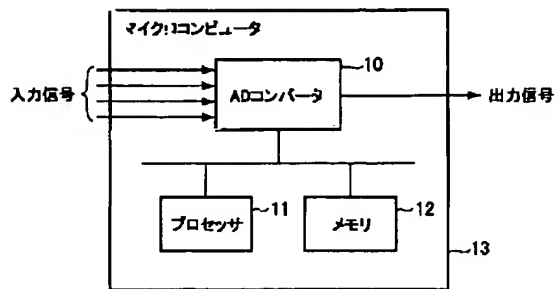 マイクロコンピュータ
10
入力信号
ADコンバータ
出力信号
プロセッサ
11
メモリ
12
13